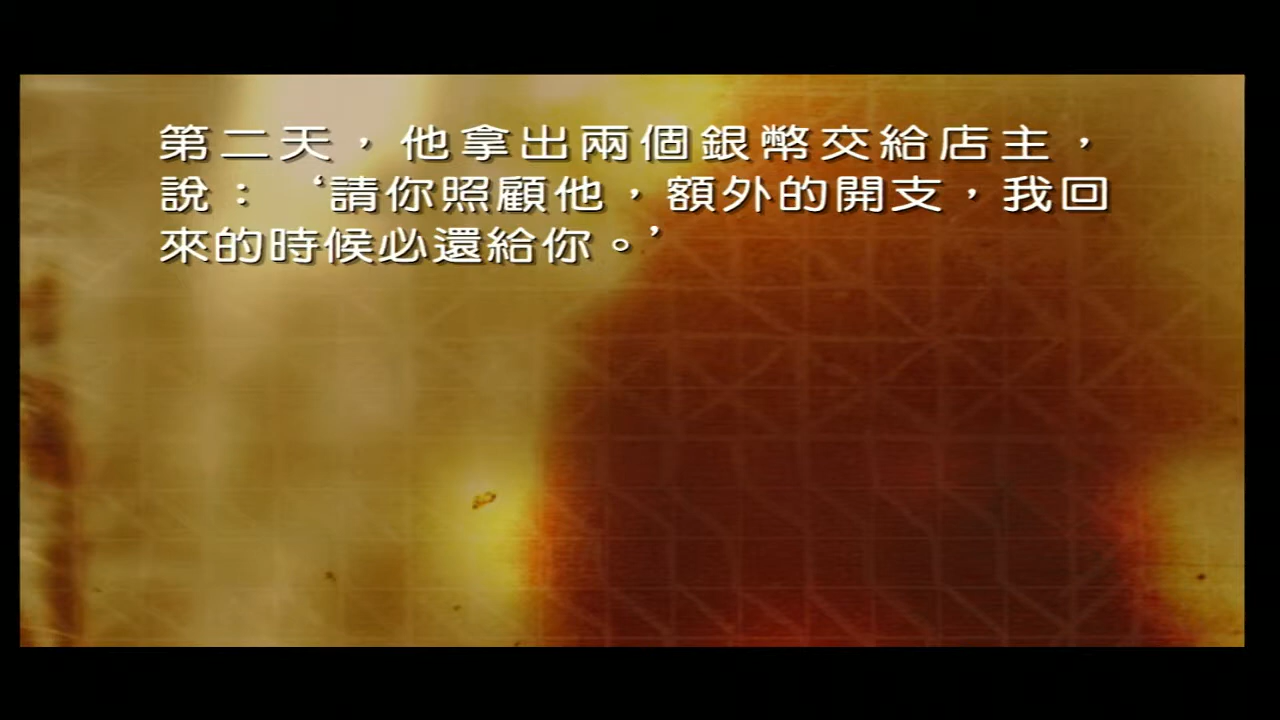 第二天，他拿出兩個銀幣交給店主，
說：‘請你照顧他，額外的開支，我回
來的時候必還給你。’